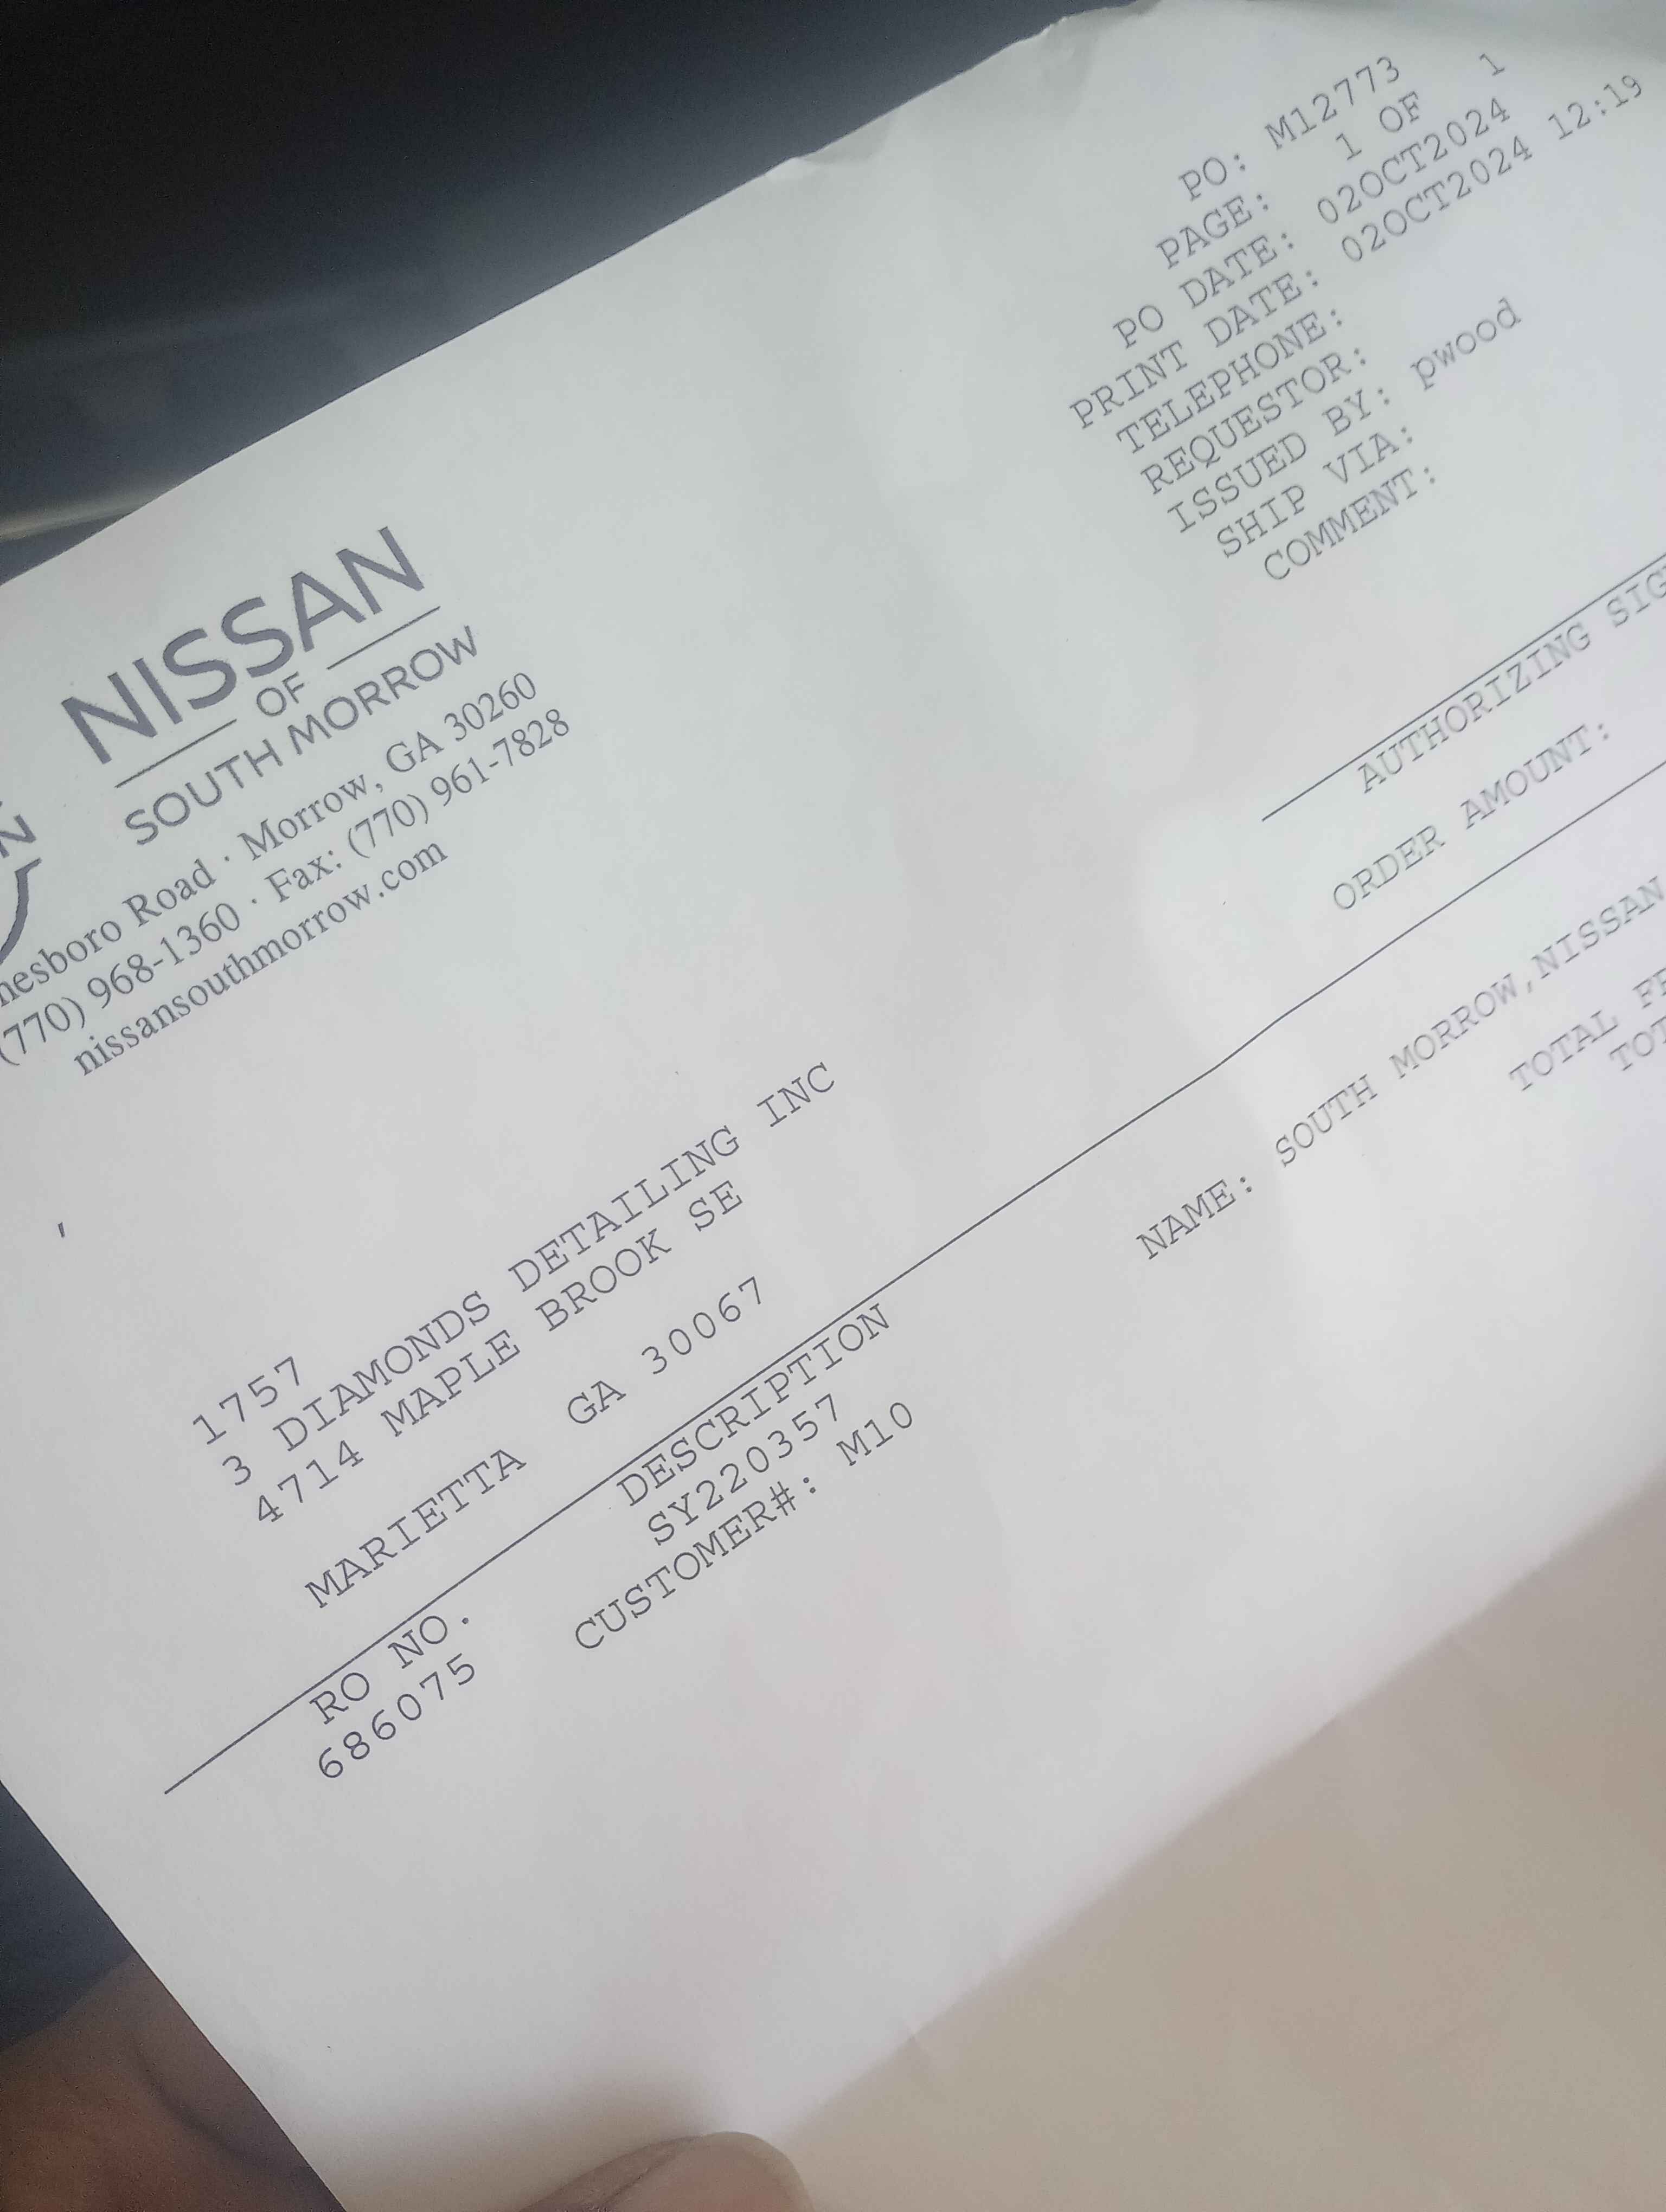 NISSAN
OF
SOUTH MORROW
Road · Morrow, GA 30260
(770) 968-1360 · Fax: (770) 961-7828
nissansouthmorrow.com
PO: M12773
PAGE: 1 OF 1
PO DATE: 02OCT2024
PRINT DATE: 02OCT2024 12:19
TELEPHONE:
REQUESTOR:
ISSUED BY: pwood
SHIP VIA:
COMMENT:
AUTHORIZING
ORDER AMOUNT:
1757
3 DIAMONDS DETAILING INC
4714 MAPLE BROOK SE
MARIETTA GA 30067
RO NO. DESCRIPTION
686075 SY220357
CUSTOMER#: M10 NAME: SOUTH MORROW,NISSAN
TOTAL